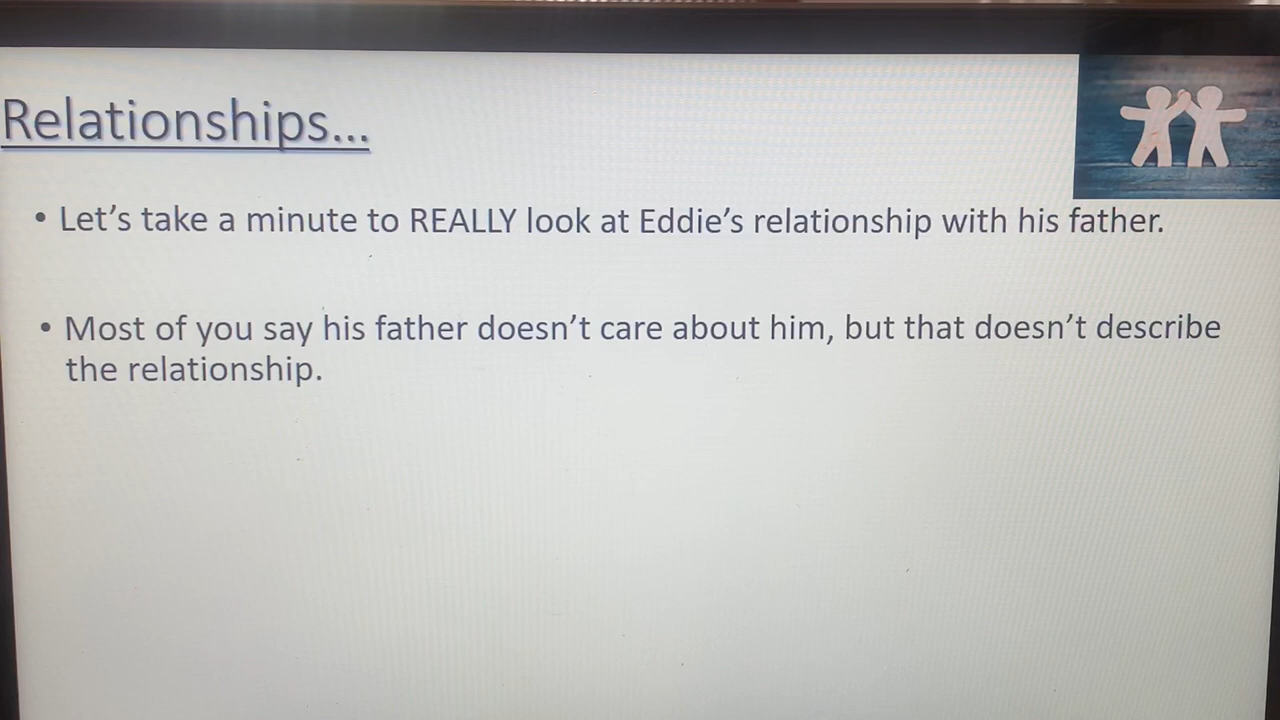 Relationships...
• Let's take a minute to REALLY look at Eddie's relationship with his father.
• Most of you say his father doesn't care about him, but that doesn't describe
the relationship.